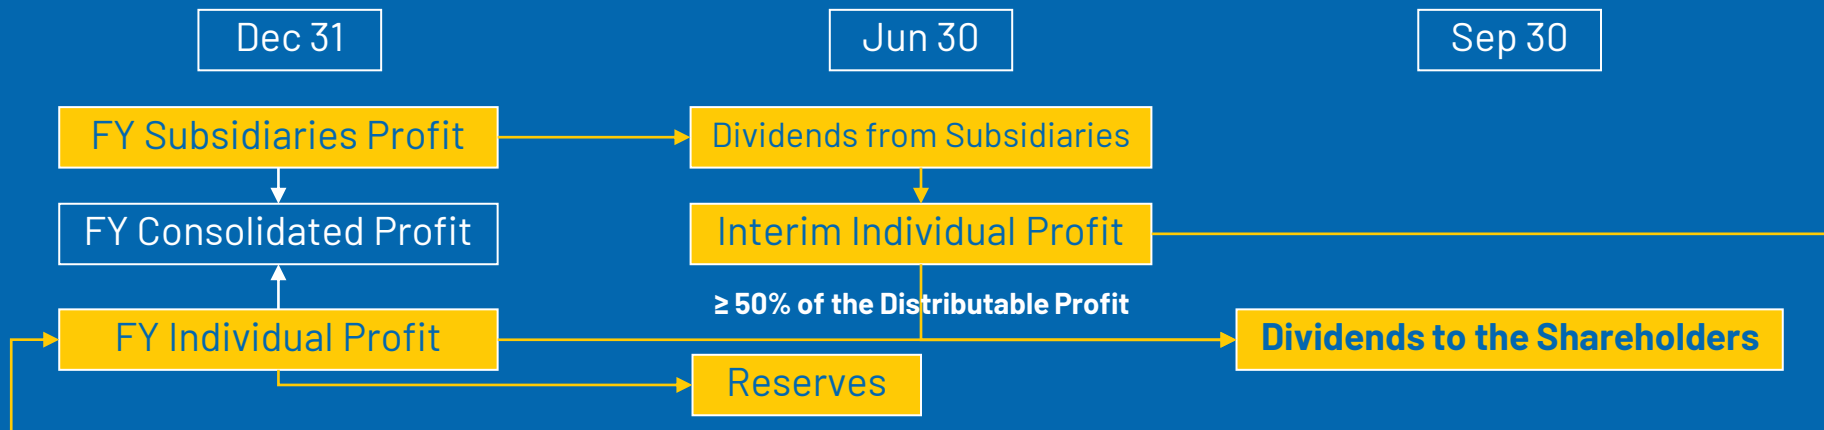 Dec 31
Jun 30
Sep 30
FY Subsidiaries Profit
Dividends from Subsidiaries
FY Consolidated Profit
Interim Individual Profit
≥ 50% of the Distributable Profit
FY Individual Profit
Dividends to the Shareholders
Reserves